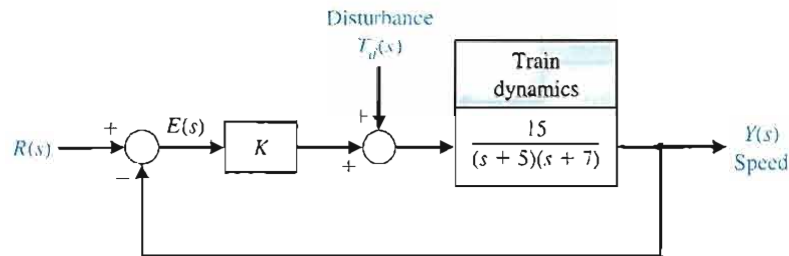 Disturbance
T_d(s)
Train
dynamics
+
+
E(s)
15
Y(s)
R(s)
K
(s + 5)(s + 7)
Speed
−
+